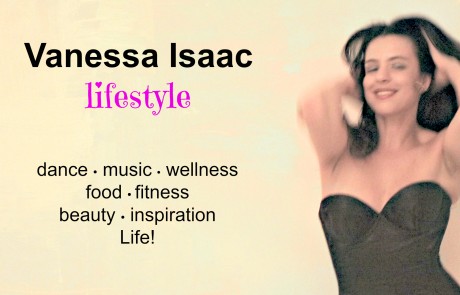 Vanessa Isaac
lifestyle
dance • music • wellness
food • fitness
beauty • inspiration
Life!